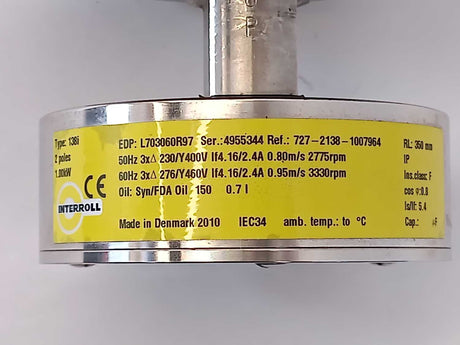 Type: 138i
2 poles
1.00kW
CE
INTERROLL
EDP: L703060R97 Ser.:4955344 Ref.: 727-2138-1007964
50Hz 3x∆ 230/Y400V If4.16/2.4A 0.80m/s 2775rpm
60Hz 3x∆ 276/Y460V If4.16/2.4A 0.95m/s 3330rpm
Oil: Syn/FDA Oil 150 0.7 l
Made in Denmark 2010 IEC34 amb. temp.: to °C
RL: 350 mm
IP
Ins.class; F
cos φ:0.8
Is/If: 5.4
Cap.: µF